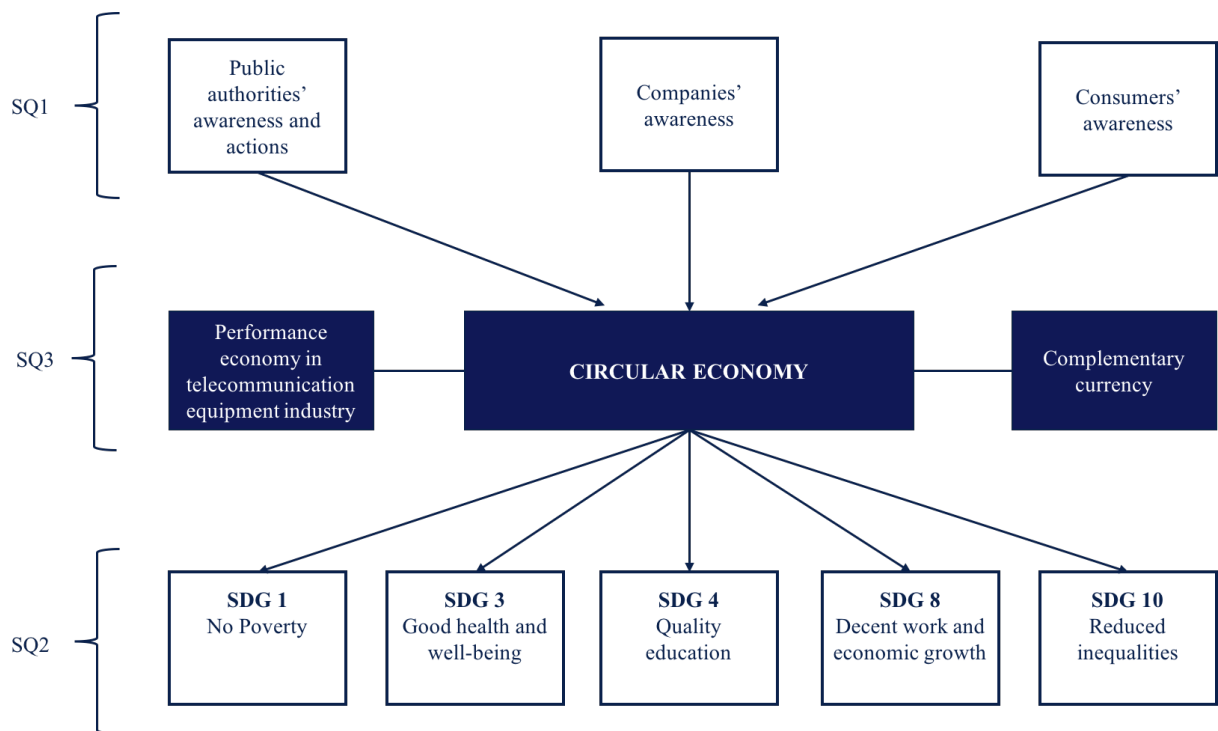 SQ1
Public
authorities’
awareness and
actions
Companies’
awareness
Consumers’
awareness
SQ3
Performance
economy in
telecommunication
equipment industry
CIRCULAR ECONOMY
Complementary
currency
SQ2
SDG 1
No Poverty
SDG 3
Good health and
well-being
SDG 4
Quality
education
SDG 8
Decent work and
economic growth
SDG 10
Reduced
inequalities